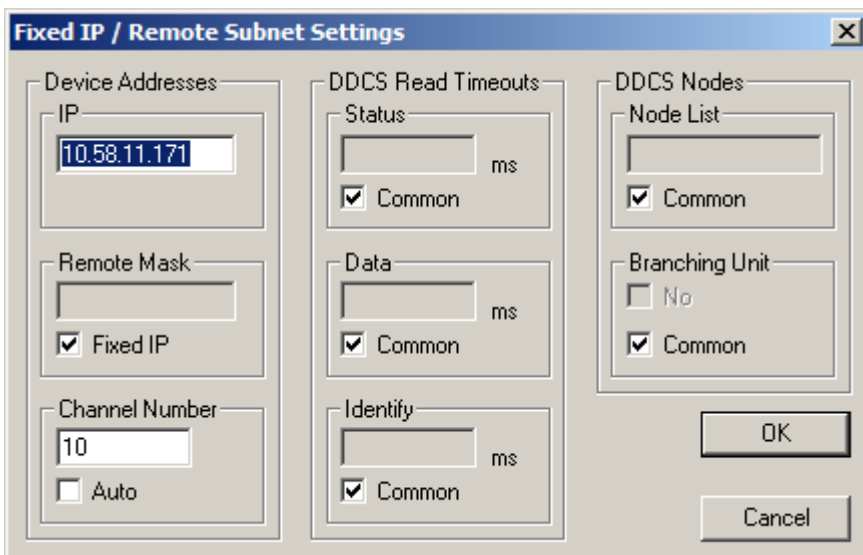 Fixed IP / Remote Subnet Settings
Device Addresses
IP
10.58.11.171
Remote Mask
Fixed IP
Channel Number
10
Auto
DDCS Read Timeouts
Status
ms
Common
Data
ms
Common
Identify
ms
Common
DDCS Nodes
Node List
Common
Branching Unit
No
Common
OK
Cancel